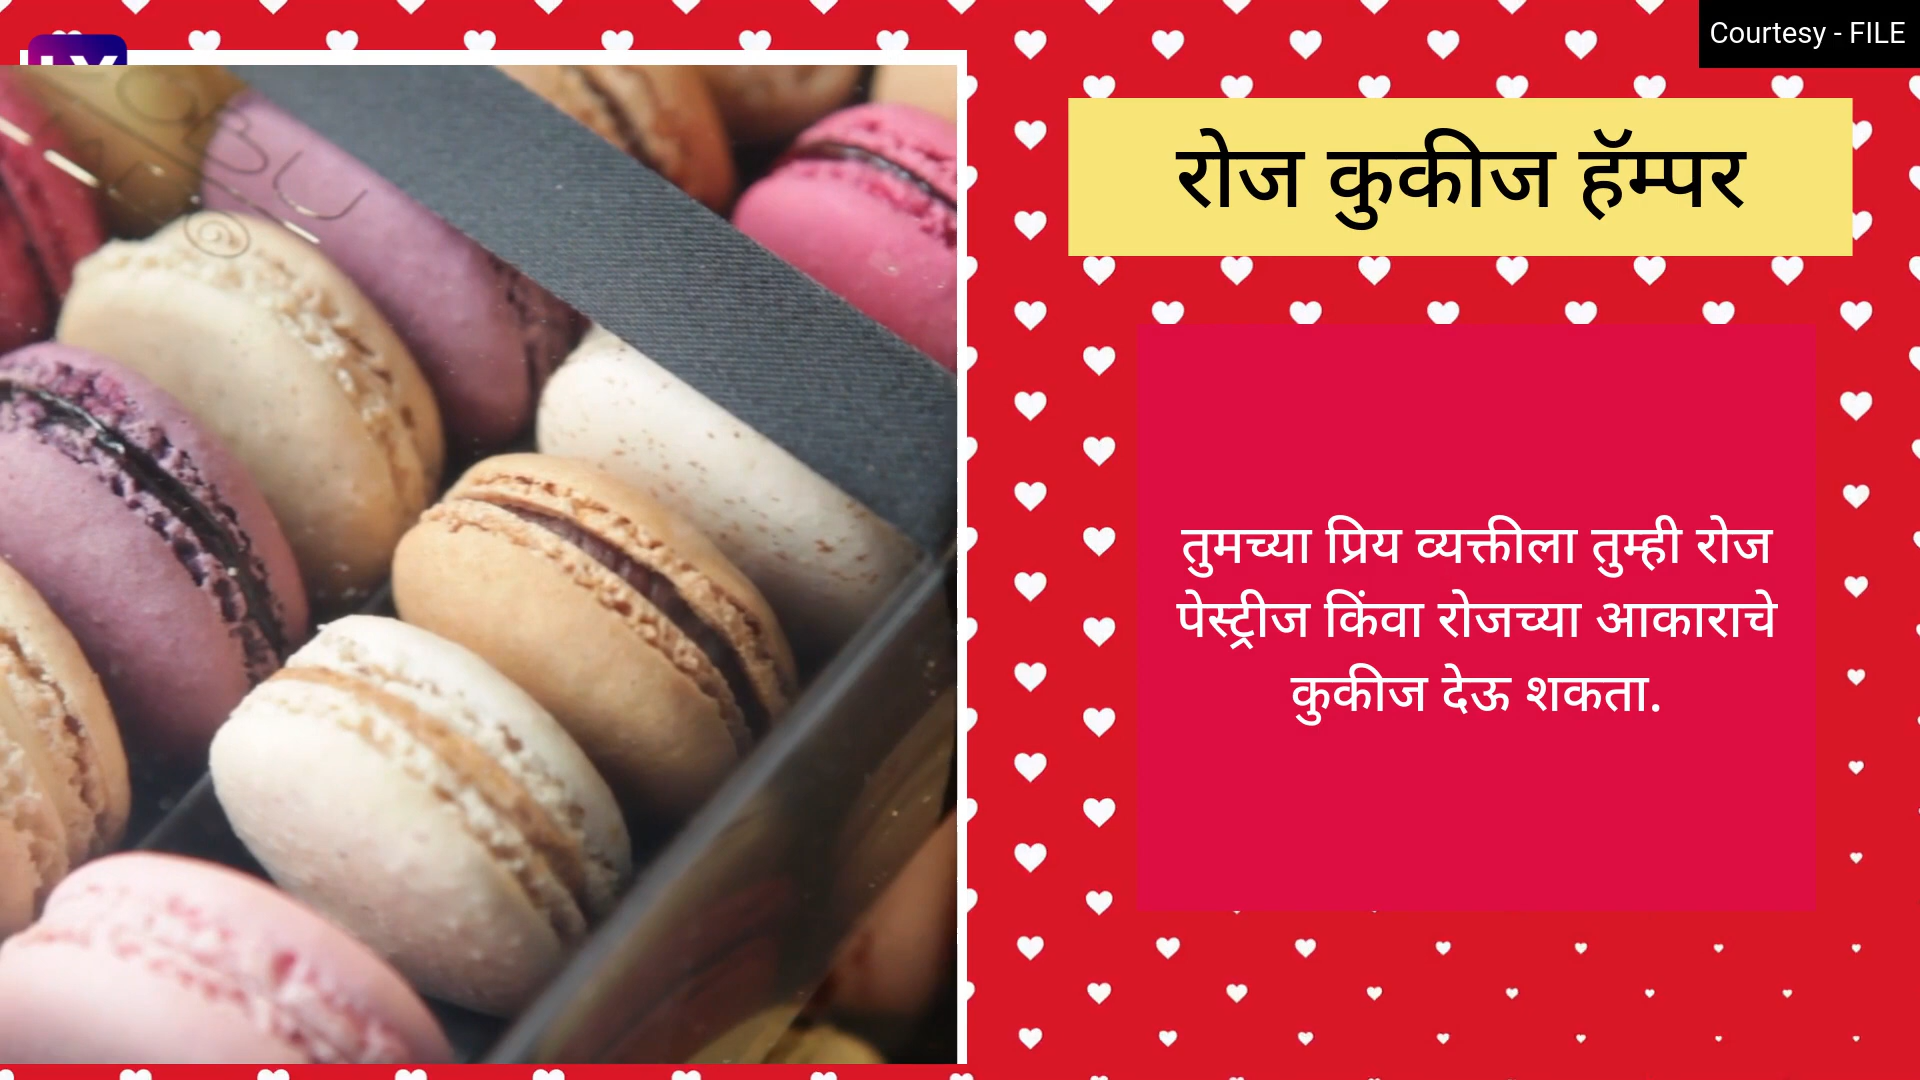 Courtesy - FILE
रोज कुकीज हॅम्पर
तुमच्या प्रिय व्यक्तीला तुम्ही रोज
पेस्ट्रीज किंवा रोजच्या आकाराचे
कुकीज देऊ शकता.